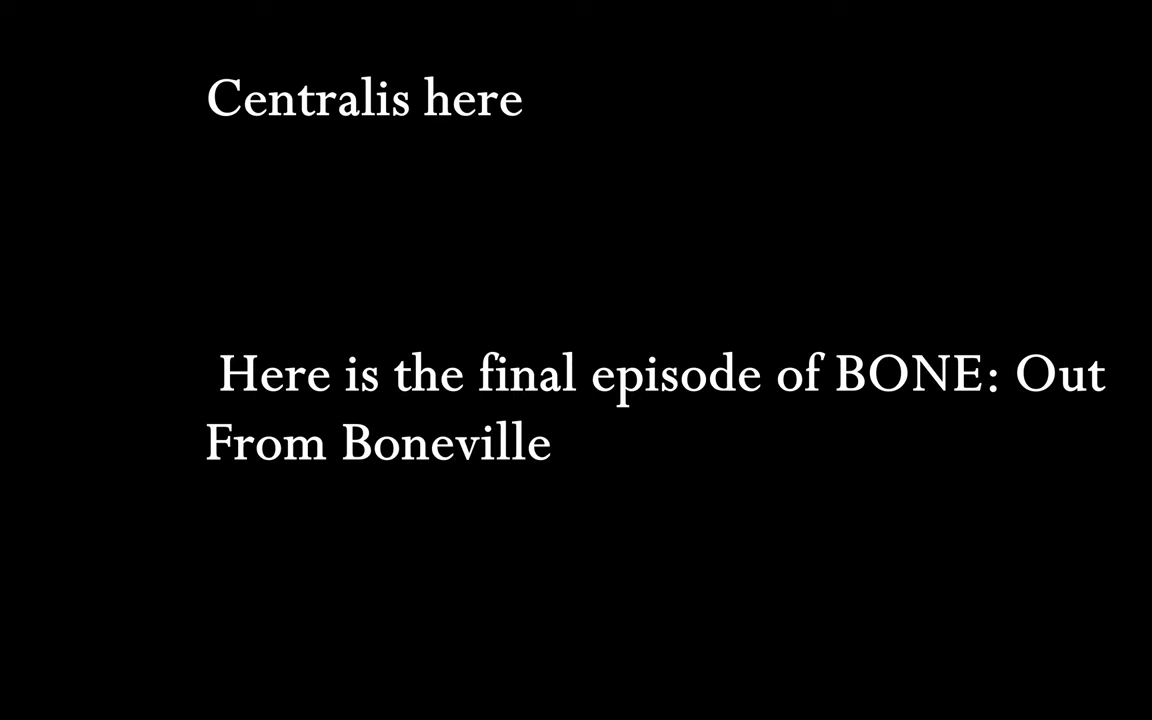 Centralis here
Here is the final episode of BONE: Out
From Boneville